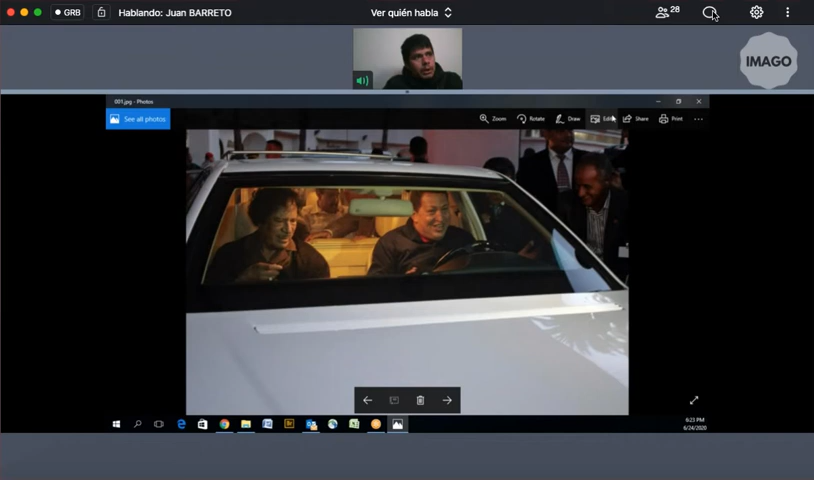 GRB
Hablando: Juan BARRETO
Ver quién habla
28
IMAGO
001.jpg - Photos
See all photos
Zoom
Rotate
Draw
Edit
Share
Print
6:23 PM
6/24/2020